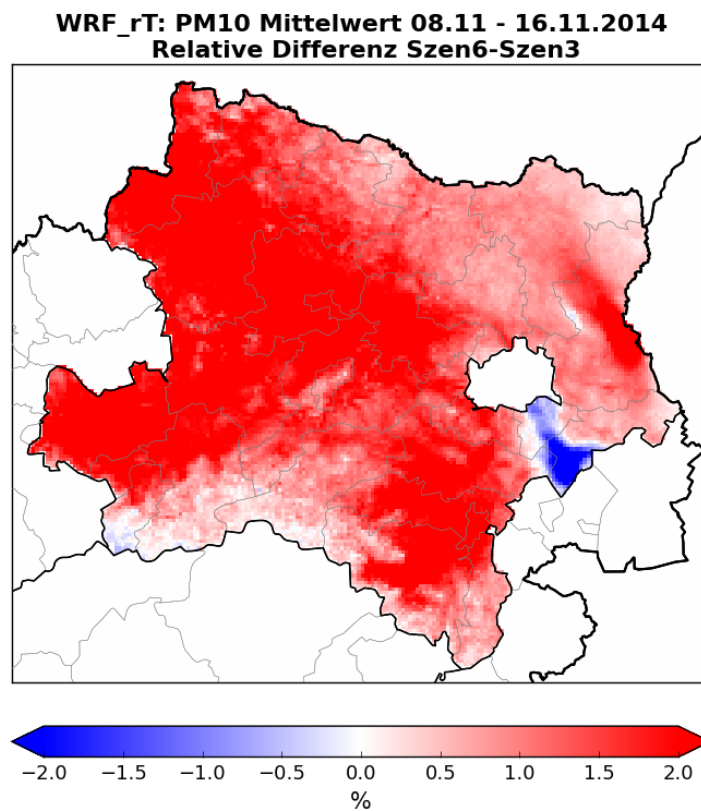 WRF_rT: PM10 Mittelwert 08.11 - 16.11.2014
Relative Differenz Szen6-Szen3
−2.0 −1.5 −1.0 −0.5 0.0 0.5 1.0 1.5 2.0
%